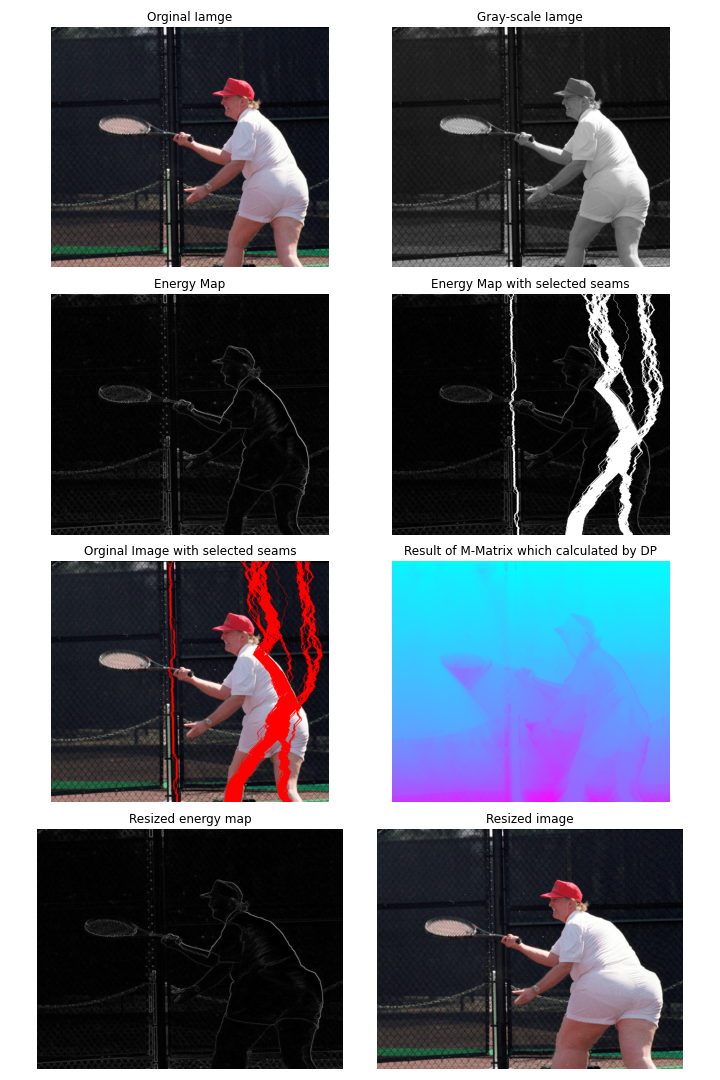 Orginal Iamge
Gray-scale Iamge
Energy Map
Energy Map with selected seams
Orginal Image with selected seams
Result of M-Matrix which calculated by DP
Resized energy map
Resized image